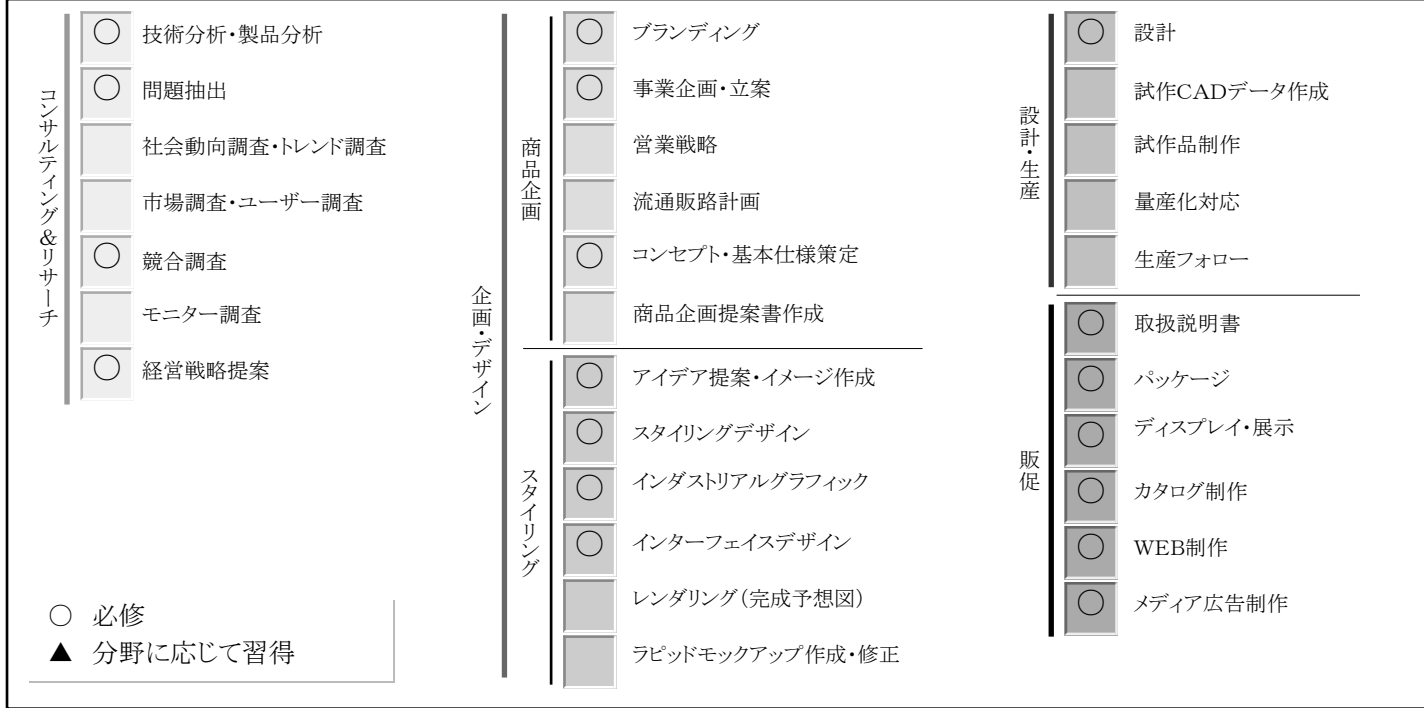 コンサルティング&リサーチ
○ 技術分析・製品分析
○ 問題抽出
社会動向調査・トレンド調査
市場調査・ユーザー調査
○ 競合調査
モニター調査
○ 経営戦略提案
企画・デザイン
商品企画
○ ブランディング
○ 事業企画・立案
営業戦略
流通販路計画
○ コンセプト・基本仕様策定
商品企画提案書作成
スタイリング
○ アイデア提案・イメージ作成
○ スタイリングデザイン
○ インダストリアルグラフィック
○ インターフェイスデザイン
レンダリング(完成予想図)
ラピッドモックアップ作成・修正
設計・生産
○ 設計
試作CADデータ作成
試作品制作
量産化対応
生産フォロー
販促
○ 取扱説明書
○ パッケージ
○ ディスプレイ・展示
○ カタログ制作
○ WEB制作
○ メディア広告制作
○ 必修
▲ 分野に応じて習得